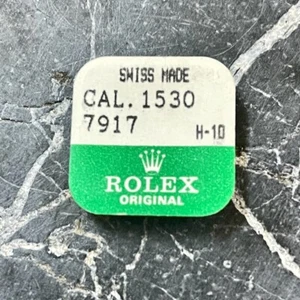 SWISS MADE
CAL. 1530
7917 H-10
ROLEX
ORIGINAL